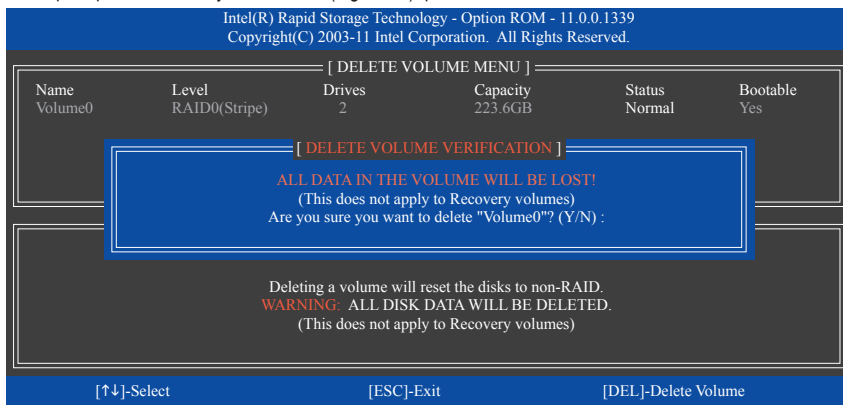 Intel(R) Rapid Storage Technology - Option ROM - 11.0.0.1339
Copyright(C) 2003-11 Intel Corporation. All Rights Reserved.
[ DELETE VOLUME MENU ]
Name Level Drives Capacity Status Bootable
Volume0 RAID0(Stripe) 2 223.6GB Normal Yes
[ DELETE VOLUME VERIFICATION ]
ALL DATA IN THE VOLUME WILL BE LOST!
(This does not apply to Recovery volumes)
Are you sure you want to delete "Volume0"? (Y/N) :
Deleting a volume will reset the disks to non-RAID.
WARNING: ALL DISK DATA WILL BE DELETED.
(This does not apply to Recovery volumes)
[↑↓]-Select [ESC]-Exit [DEL]-Delete Volume